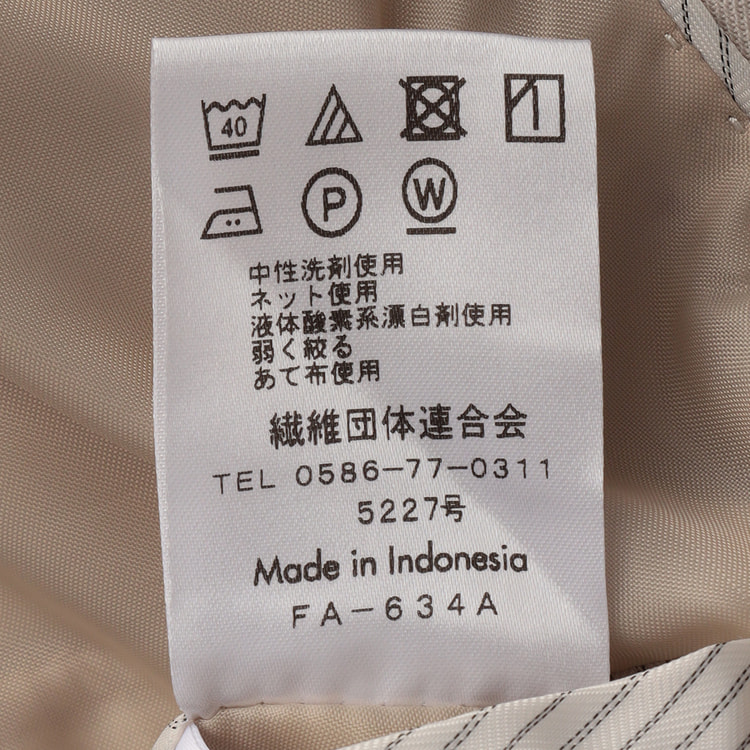 40
P W
中性洗剤使用
ネット使用
液体酸素系漂白剤使用
弱く絞る
あて布使用
繊維団体連合会
TEL 0586-77-0311
5227号
Made in Indonesia
FA-634A